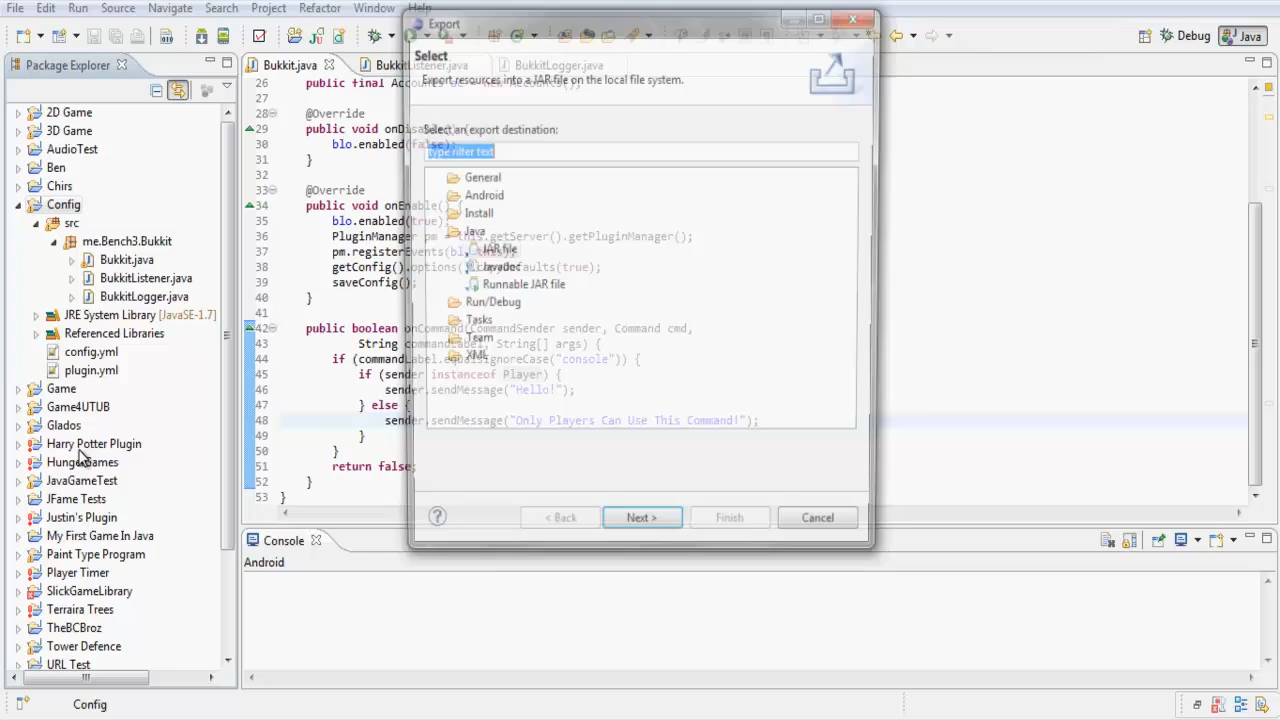 File Edit Run Source Navigate Search Project Refactor Window Help
Export
Debug Java
Package Explorer
Bukkit.java BukkitListener.java BukkitLogger.java
Select
Export resources into a JAR file on the local file system.
Select an export destination:
type filter text
General
Android
Install
Java
JAR file
Javadoc
Runnable JAR file
Run/Debug
Tasks
Team
XML
< Back Next > Finish Cancel
2D Game
3D Game
AudioTest
Ben
Chirs
Config
src
me.Bench3.Bukkit
Bukkit.java
BukkitListener.java
BukkitLogger.java
JRE System Library [JavaSE-1.7]
Referenced Libraries
config.yml
plugin.yml
Game
Game4UTUB
Glados
Harry Potter Plugin
JavaGameTest
JFame Tests
Justin's Plugin
My First Game In Java
Paint Type Program
Player Timer
SlickGameLibrary
Terraira Trees
TheBCBroz
Tower Defence
URL Test
26 public final
27
28 @Override
29 public void
30 blo.enabled(false);
31 }
32
33 @Override
34 public void onEnable() {
35 blo.enabled(true);
36 PluginManager pm = this.getServer().getPluginManager();
37 pm.registerEvents(
38 getConfig().options() (true);
39 saveConfig();
40 }
41
42 public boolean onCommand(CommandSender sender, Command cmd,
43 String commandLabel, String[] args) {
44 if (commandLabel.equalsIgnoreCase("console")) {
45 if (sender instanceof Player) {
46 sender.sendMessage("Hello!");
47 } else {
48 sender.sendMessage("Only Players Can Use This Command!");
49 }
50 }
51 return false;
52 }
53 }
Console
Android
Config